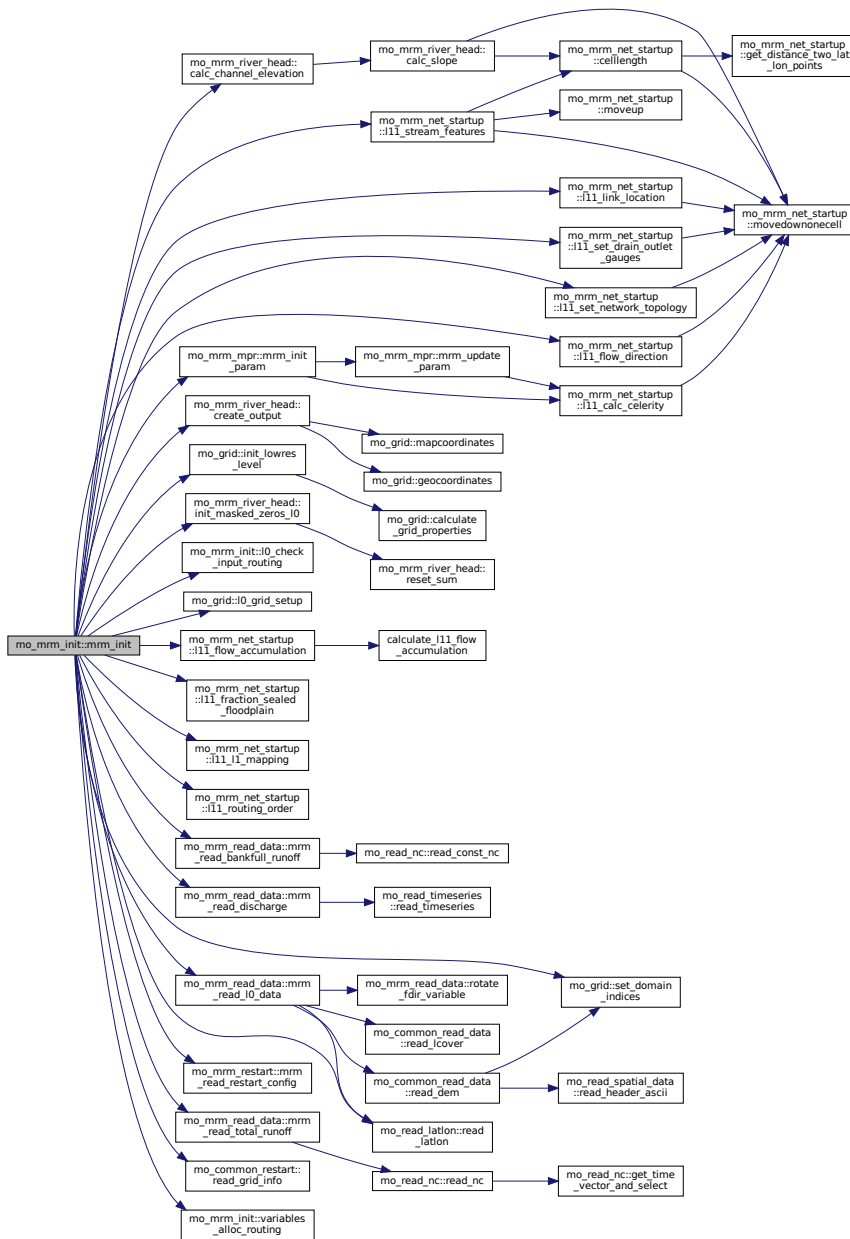 mo_mrm_init::mrm_init
mo_mrm_river_head::
calc_channel_elevation
mo_mrm_river_head::
calc_slope
mo_mrm_net_startup
::celllength
mo_mrm_net_startup
::get_distance_two_lat
_lon_points
mo_mrm_net_startup
::moveup
mo_mrm_net_startup
::l11_stream_features
mo_mrm_net_startup
::l11_link_location
mo_mrm_net_startup
::movedownonecell
mo_mrm_net_startup
::l11_set_drain_outlet
_gauges
mo_mrm_net_startup
::l11_set_network_topology
mo_mrm_net_startup
::l11_flow_direction
mo_mrm_mpr::mrm_init
_param
mo_mrm_mpr::mrm_update
_param
mo_mrm_net_startup
::l11_calc_celerity
mo_mrm_river_head::
create_output
mo_grid::mapcoordinates
mo_grid::geocoordinates
mo_grid::init_lowres
_level
mo_grid::calculate
_grid_properties
mo_mrm_river_head::
init_masked_zeros_l0
mo_mrm_river_head::
reset_sum
mo_mrm_init::l0_check
_input_routing
mo_grid::l0_grid_setup
mo_mrm_net_startup
::l11_flow_accumulation
calculate_l11_flow
_accumulation
mo_mrm_net_startup
::l11_fraction_sealed
_floodplain
mo_mrm_net_startup
::l11_l1_mapping
mo_mrm_net_startup
::l11_routing_order
mo_mrm_read_data::mrm
_read_bankfull_runoff
mo_read_nc::read_const_nc
mo_mrm_read_data::mrm
_read_discharge
mo_read_timeseries
::read_timeseries
mo_mrm_read_data::mrm
_read_l0_data
mo_mrm_read_data::rotate
_fdir_variable
mo_grid::set_domain
_indices
mo_common_read_data
::read_lcover
mo_common_read_data
::read_dem
mo_read_spatial_data
::read_header_ascii
mo_mrm_restart::mrm
_read_restart_config
mo_read_latlon::read
_latlon
mo_mrm_read_data::mrm
_read_total_runoff
mo_read_nc::read_nc
mo_read_nc::get_time
_vector_and_select
mo_common_restart::
read_grid_info
mo_mrm_init::variables
_alloc_routing